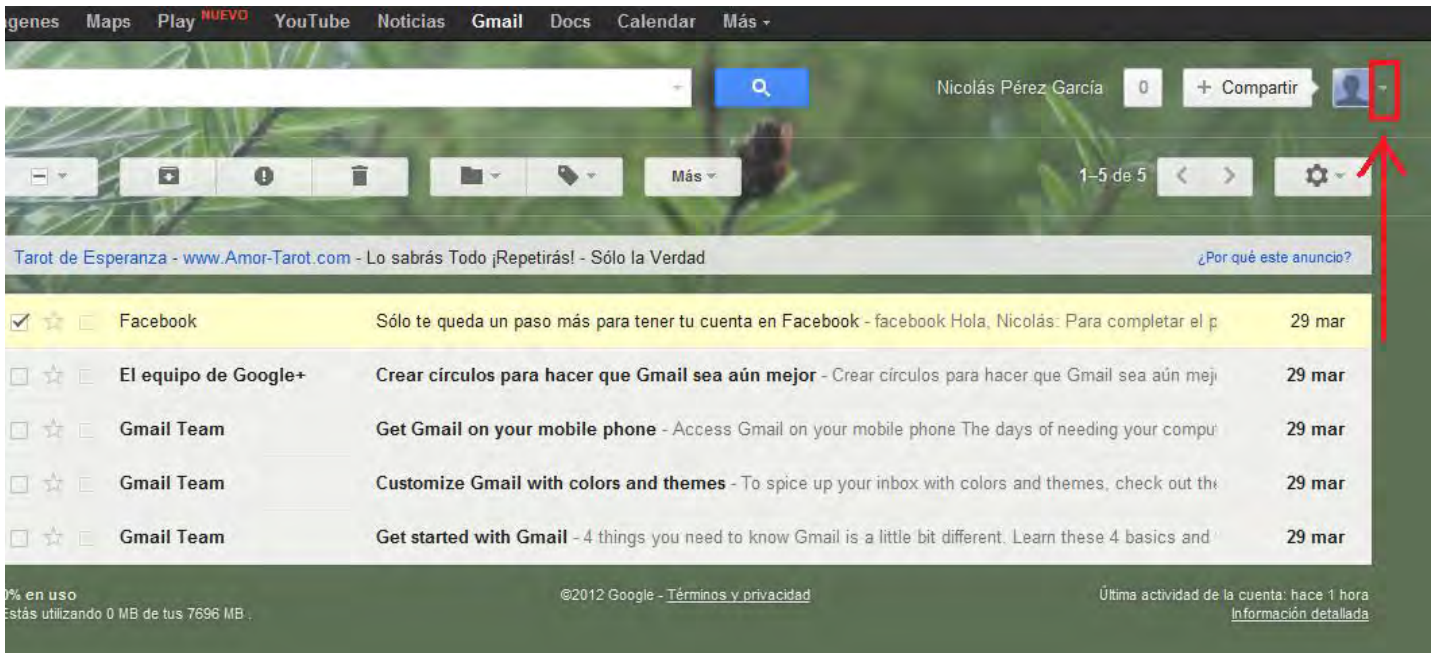 ágenes Maps Play NUEVO YouTube Noticias Gmail Docs Calendar Más
Nicolás Pérez García 0 + Compartir
Más 1–5 de 5
Tarot de Esperanza - www.Amor-Tarot.com - Lo sabrás Todo ¡Repetirás! - Sólo la Verdad ¿Por qué este anuncio?
Facebook Sólo te queda un paso más para tener tu cuenta en Facebook - facebook Hola, Nicolás: Para completar el p 29 mar
El equipo de Google+ Crear círculos para hacer que Gmail sea aún mejor - Crear círculos para hacer que Gmail sea aún mej 29 mar
Gmail Team Get Gmail on your mobile phone - Access Gmail on your mobile phone The days of needing your compu 29 mar
Gmail Team Customize Gmail with colors and themes - To spice up your inbox with colors and themes, check out the 29 mar
Gmail Team Get started with Gmail - 4 things you need to know Gmail is a little bit different. Learn these 4 basics and 29 mar
0% en uso ©2012 Google - Términos y privacidad Última actividad de la cuenta: hace 1 hora
Estás utilizando 0 MB de tus 7696 MB . Información detallada